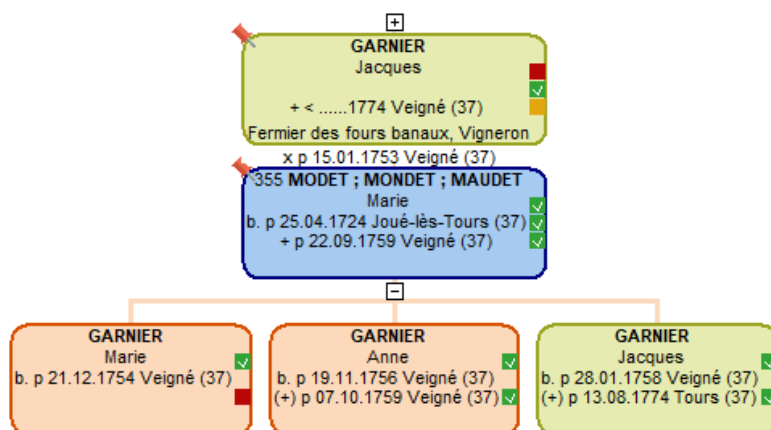 GARNIER
Jacques
+ < ......1774 Veigné (37)
Fermier des fours banaux, Vigneron
x p 15.01.1753 Veigné (37)
355 MODET ; MONDET ; MAUDET
Marie
b. p 25.04.1724 Joué-lès-Tours (37)
+ p 22.09.1759 Veigné (37)
GARNIER
Marie
b. p 21.12.1754 Veigné (37)
GARNIER
Anne
b. p 19.11.1756 Veigné (37)
(+) p 07.10.1759 Veigné (37)
GARNIER
Jacques
b. p 28.01.1758 Veigné (37)
(+) p 13.08.1774 Tours (37)